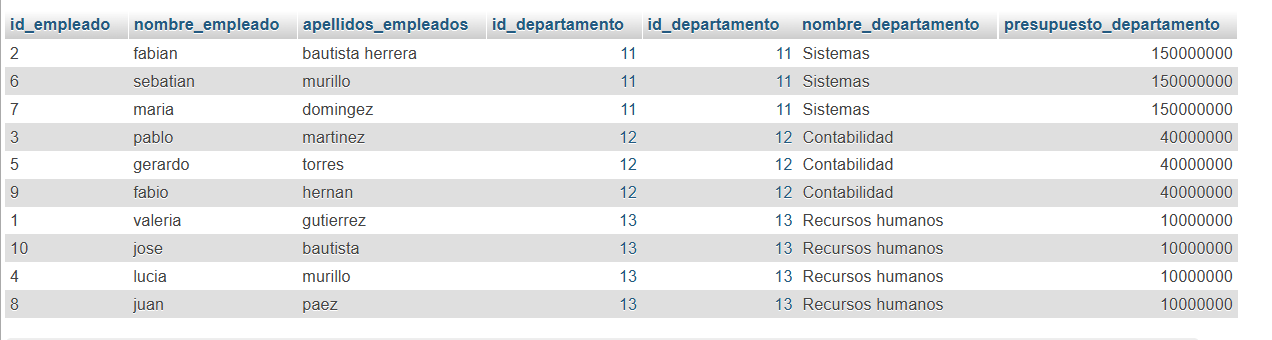 id_empleado nombre_empleado apellidos_empleados id_departamento id_departamento nombre_departamento presupuesto_departamento
2 fabian bautista herrera 11 11 Sistemas 150000000
6 sebatian murillo 11 11 Sistemas 150000000
7 maria domingez 11 11 Sistemas 150000000
3 pablo martinez 12 12 Contabilidad 40000000
5 gerardo torres 12 12 Contabilidad 40000000
9 fabio hernan 12 12 Contabilidad 40000000
1 valeria gutierrez 13 13 Recursos humanos 10000000
10 jose bautista 13 13 Recursos humanos 10000000
4 lucia murillo 13 13 Recursos humanos 10000000
8 juan paez 13 13 Recursos humanos 10000000